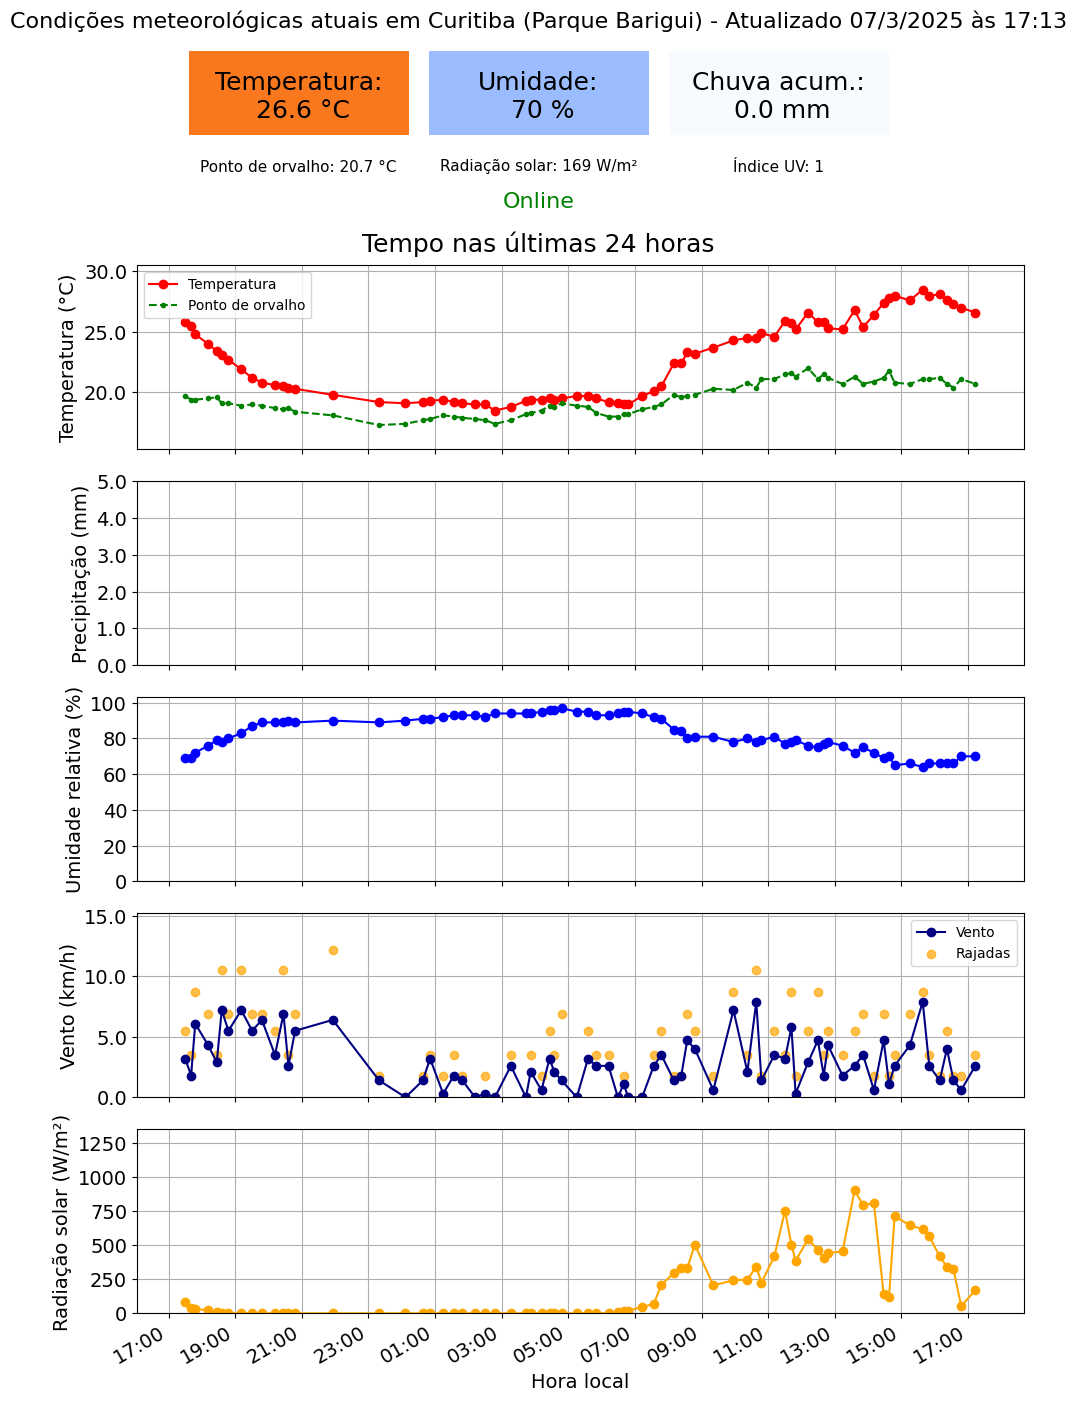 Condições meteorológicas atuais em Curitiba (Parque Barigui) - Atualizado 07/3/2025 às 17:13
Temperatura:
26.6 °C
Umidade:
70 %
Chuva acum.:
0.0 mm
Ponto de orvalho: 20.7 °C
Radiação solar: 169 W/m²
Índice UV: 1
Online
Tempo nas últimas 24 horas
Temperatura (°C)
30.0
25.0
20.0
Temperatura
Ponto de orvalho
Precipitação (mm)
5.0
4.0
3.0
2.0
1.0
0.0
Umidade relativa (%)
100
80
60
40
20
0
Vento (km/h)
15.0
10.0
5.0
0.0
Vento
Rajadas
Radiação solar (W/m²)
1250
1000
750
500
250
0
17:00
19:00
21:00
23:00
01:00
03:00
05:00
07:00
09:00
11:00
13:00
15:00
17:00
Hora local